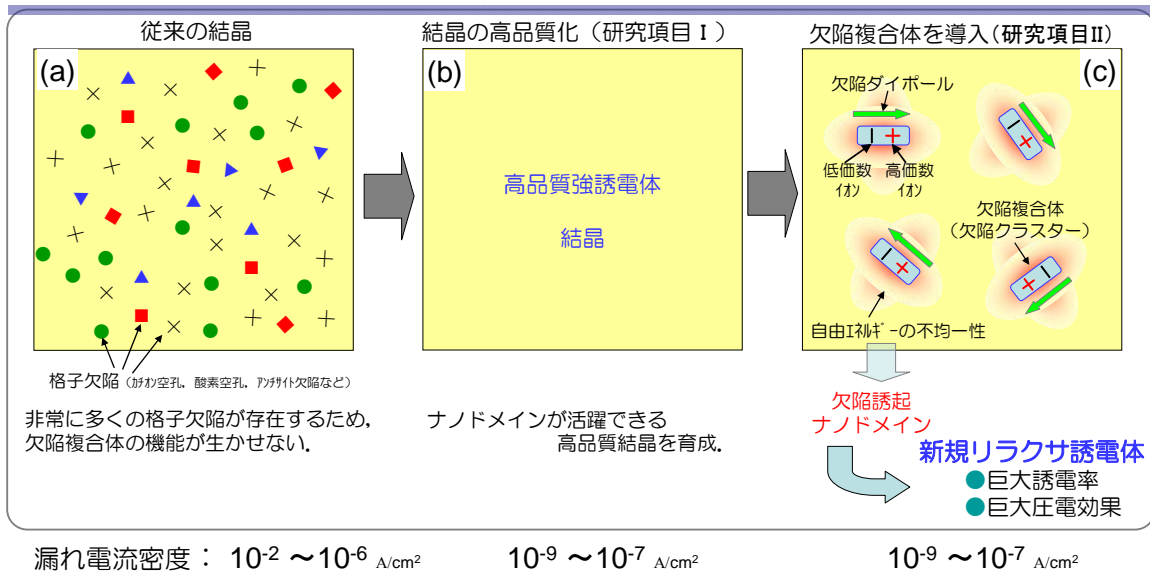 従来の結晶
(a)
格子欠陥（ｶﾁｵﾝ空孔，酸素空孔，ｱﾝﾁｻｲﾄ欠陥など）
非常に多くの格子欠陥が存在するため，
欠陥複合体の機能が生かせない．
結晶の高品質化（研究項目Ⅰ）
(b)
高品質強誘電体
結晶
ナノドメインが活躍できる
高品質結晶を育成．
欠陥複合体を導入(研究項目II)
(c)
欠陥ダイポール
低価数
ｲｵﾝ
高価数
ｲｵﾝ
欠陥複合体
（欠陥クラスター）
自由ｴﾈﾙｷﾞｰの不均一性
欠陥誘起
ナノドメイン
新規リラクサ誘電体
●巨大誘電率
●巨大圧電効果
漏れ電流密度： 10-2 ～10-6 A/cm² 10-9 ～10-7 A/cm² 10-9 ～10-7 A/cm²